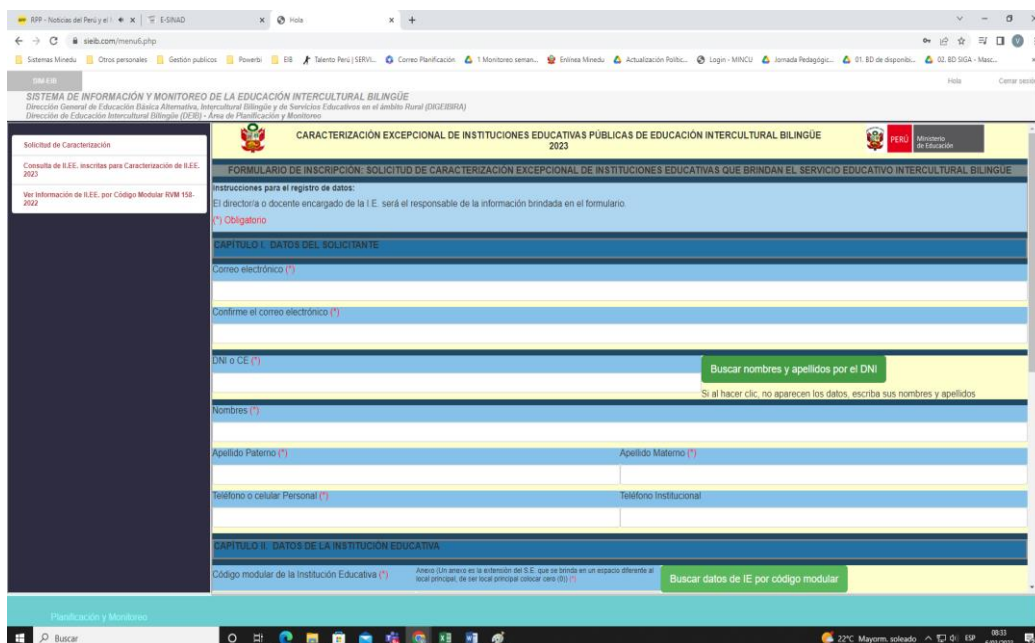 RPP - Noticias del Perú y el
E-SINAD
Hola
sieib.com/menu6.php
Sistemas Minedu
Otros personales
Gestión publicos
Powerbi
EIB
Talento Perú | SERVI...
Correo Planificación
1 Monitoreo seman...
Enlínea Minedu
Actualización Polític...
Login - MINCU
Jornada Pedagógic...
01. BD de disponibi...
02. BD SIGA - Masc...
SIM-EIB
Hola
Cerrar sesió
SISTEMA DE INFORMACIÓN Y MONITOREO DE LA EDUCACIÓN INTERCULTURAL BILINGÜE
Dirección General de Educación Básica Alternativa, Intercultural Bilingüe y de Servicios Educativos en el ámbito Rural (DIGEIBIRA)
Dirección de Educación Intercultural Bilingüe (DEIB) - Área de Planificación y Monitoreo
Solicitud de Caracterización
Consulta de II.EE. inscritas para Caracterización de II.EE.
2023
Ver Información de II.EE. por Código Modular RVM 158-
2022
CARACTERIZACIÓN EXCEPCIONAL DE INSTITUCIONES EDUCATIVAS PÚBLICAS DE EDUCACIÓN INTERCULTURAL BILINGÜE
2023
PERÚ
Ministerio
de Educación
FORMULARIO DE INSCRIPCIÓN: SOLICITUD DE CARACTERIZACIÓN EXCEPCIONAL DE INSTITUCIONES EDUCATIVAS QUE BRINDAN EL SERVICIO EDUCATIVO INTERCULTURAL BILINGÜE
Instrucciones para el registro de datos:
El director/a o docente encargado de la I.E. será el responsable de la información brindada en el formulario.
(*) Obligatorio
CAPÍTULO I. DATOS DEL SOLICITANTE
Correo electrónico (*)
Confirme el correo electrónico (*)
DNI o CE (*)
Buscar nombres y apellidos por el DNI
Si al hacer clic, no aparecen los datos, escriba sus nombres y apellidos
Nombres (*)
Apellido Paterno (*)
Apellido Materno (*)
Teléfono o celular Personal (*)
Teléfono Institucional
CAPÍTULO II. DATOS DE LA INSTITUCIÓN EDUCATIVA
Código modular de la Institución Educativa (*)
Anexo (Un anexo es la extensión del S.E. que se brinda en un espacio diferente al
local principal, de ser local principal colocar cero (0)) (*)
Buscar datos de IE por código modular
Planificación y Monitoreo
Buscar
22°C Mayorm. soleado
ESP
08:33